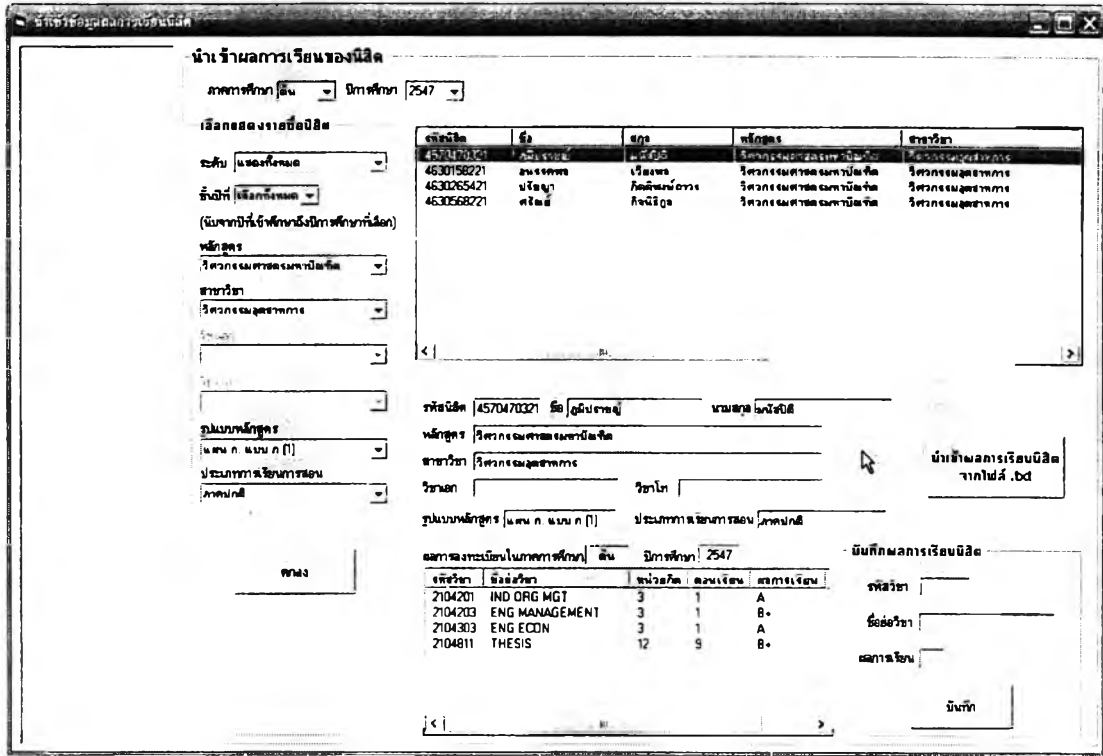 นำเข้าข้อมูลผลการเรียนนิสิต
นำเข้าผลการเรียนของนิสิต
ภาคการศึกษา ต้น ปีการศึกษา 2547
เลือกแสดงรายชื่อนิสิต
ระดับ แสดงทั้งหมด
ชั้นปีที่ เลือกทั้งหมด
(นับจากปีที่เข้าศึกษาถึงปีการศึกษาที่เลือก)
หลักสูตร
วิศวกรรมศาสตรมหาบัณฑิต
สาขาวิชา
วิศวกรรมอุตสาหการ
วิชาเอก
วิชาโท
รูปแบบหลักสูตร
แผน ก. แบบ ก (1)
ประเภทการเรียนการสอน
ภาคปกติ
ตกลง
รหัสนิสิต ชื่อ สกุล หลักสูตร สาขาวิชา
4570470321 ภูมิปราชญ์ วิศวกรรมศาสตรมหาบัณฑิต วิศวกรรมอุตสาหการ
4630158221 เวียงพล วิศวกรรมศาสตรมหาบัณฑิต วิศวกรรมอุตสาหการ
4630265421 ปรัชญา วิศวกรรมศาสตรมหาบัณฑิต วิศวกรรมอุตสาหการ
4630568221 วิศวกรรมศาสตรมหาบัณฑิต วิศวกรรมอุตสาหการ
รหัสนิสิต 4570470321 ชื่อ ภูมิปราชญ์ นามสกุล
หลักสูตร วิศวกรรมศาสตรมหาบัณฑิต
สาขาวิชา วิศวกรรมอุตสาหการ
วิชาเอก วิชาโท
รูปแบบหลักสูตร แผน ก. แบบ ก (1) ประเภทการเรียนการสอน ภาคปกติ
นำเข้าผลการเรียนนิสิต
จากไฟล์ .txt
ผลการลงทะเบียนในภาคการศึกษา ต้น ปีการศึกษา 2547
รหัสวิชา ชื่อย่อวิชา หน่วยกิต ตอนเรียน ผลการเรียน
2104201 IND ORG MGT 3 1 A
2104203 ENG MANAGEMENT 3 1 B+
2104303 ENG ECON 3 1 A
2104811 THESIS 12 9 B+
บันทึกผลการเรียนนิสิต
รหัสวิชา
ชื่อย่อวิชา
ผลการเรียน
บันทึก